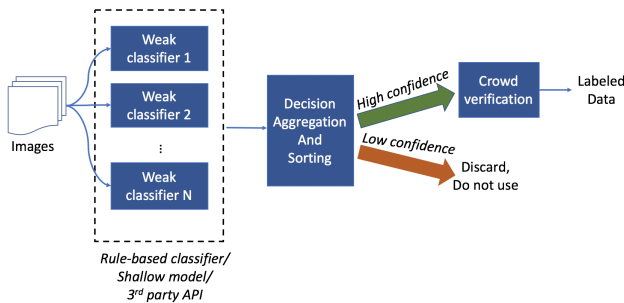 Images
Weak
classifier 1
Weak
classifier 2
...
Weak
classifier N
Rule-based classifier/
Shallow model/
3rd party API
Decision
Aggregation
And
Sorting
High confidence
Low confidence
Crowd
verification
Labeled
Data
Discard,
Do not use